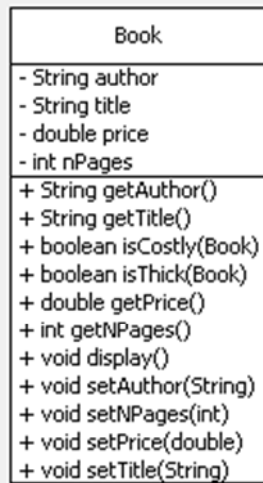 Book
- String author
- String title
- double price
- int nPages
+ String getAuthor()
+ String getTitle()
+ boolean isCostly(Book)
+ boolean isThick(Book)
+ double getPrice()
+ int getNPages()
+ void display()
+ void setAuthor(String)
+ void setNPages(int)
+ void setPrice(double)
+ void setTitle(String)